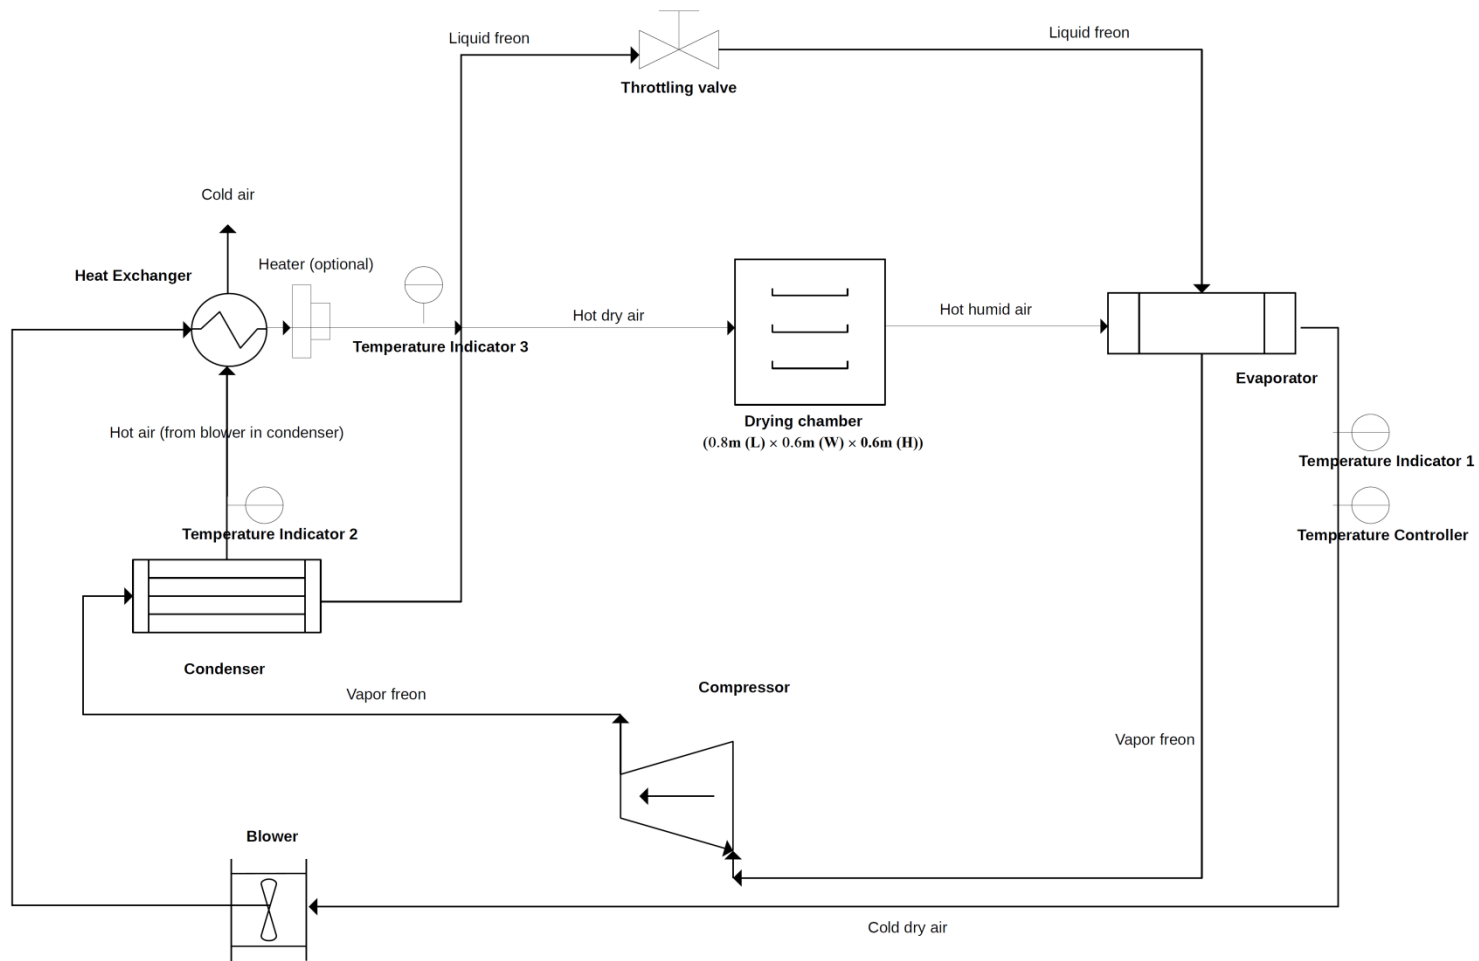 Liquid freon
Liquid freon
Throttling valve
Cold air
Heat Exchanger
Heater (optional)
Hot dry air
Hot humid air
Temperature Indicator 3
Evaporator
Drying chamber
(0.8m (L) × 0.6m (W) × 0.6m (H))
Hot air (from blower in condenser)
Temperature Indicator 1
Temperature Indicator 2
Temperature Controller
Condenser
Vapor freon
Compressor
Vapor freon
Blower
Cold dry air